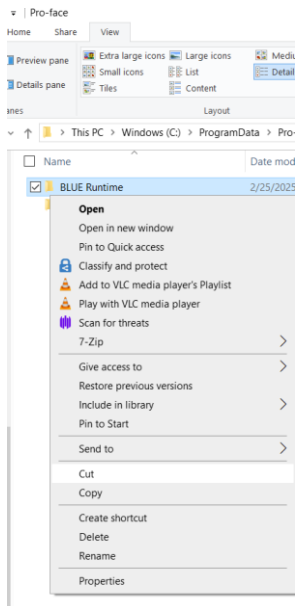 Pro-face
Home Share View
Preview pane
Details pane
Extra large icons Large icons
Small icons List
Tiles Content
Layout
This PC > Windows (C:) > ProgramData > Pro-
Name Date mod
BLUE Runtime 2/25/2025
Open
Open in new window
Pin to Quick access
Classify and protect
Add to VLC media player's Playlist
Play with VLC media player
Scan for threats
7-Zip
Give access to
Restore previous versions
Include in library
Pin to Start
Send to
Cut
Copy
Create shortcut
Delete
Rename
Properties